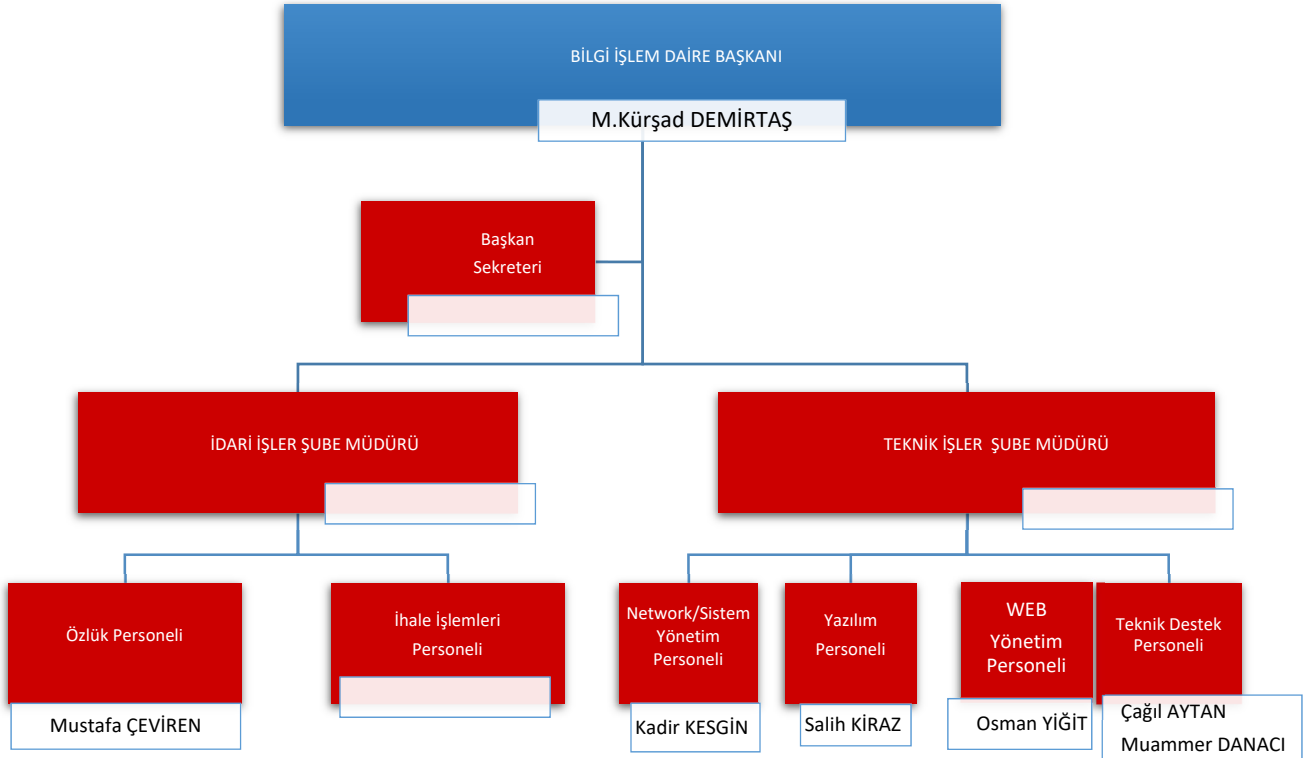 BİLGİ İŞLEM DAİRE BAŞKANI
M.Kürşad DEMİRTAŞ
Başkan
Sekreteri
İDARİ İŞLER ŞUBE MÜDÜRÜ
TEKNİK İŞLER ŞUBE MÜDÜRÜ
Özlük Personeli
Mustafa ÇEVİREN
İhale İşlemleri
Personeli
Network/Sistem
Yönetim
Personeli
Kadir KESGİN
Yazılım
Personeli
Salih KİRAZ
WEB
Yönetim
Personeli
Osman YİĞİT
Teknik Destek
Personeli
Çağıl AYTAN
Muammer DANACI